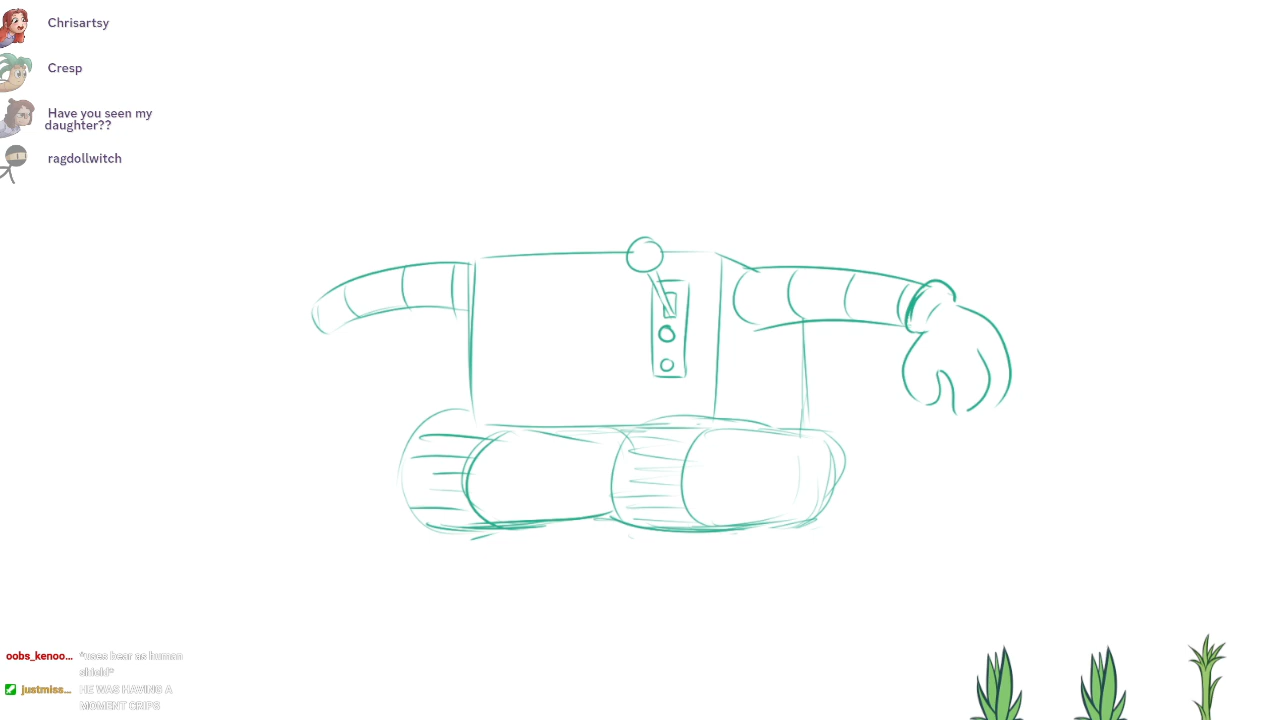 Chrisartsy
Cresp
Have you seen my
daughter??
ragdollwitch
oobs_kenoo... *uses bear as human
shield*
justmiss... HE WAS HAVING A
MOMENT CRIPS